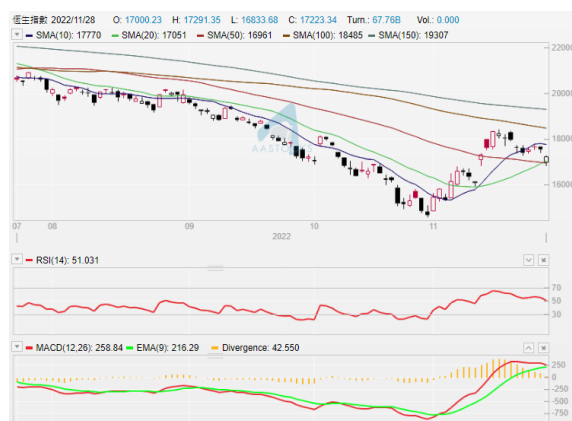 恆生指數 2022/11/28 O: 17000.23 H: 17291.35 L: 16833.68 C: 17223.34 Turn.: 67.76B Vol.: 0.000
SMA(10): 17770 SMA(20): 17051 SMA(50): 16961 SMA(100): 18485 SMA(150): 19307
22000
20000
18000
AASTOCKS
16000
07 08 09 10 11
2022
RSI(14): 51.031
70
50
30
MACD(12,26): 258.84 EMA(9): 216.29 Divergence: 42.550
250
0
-250
-500
-750